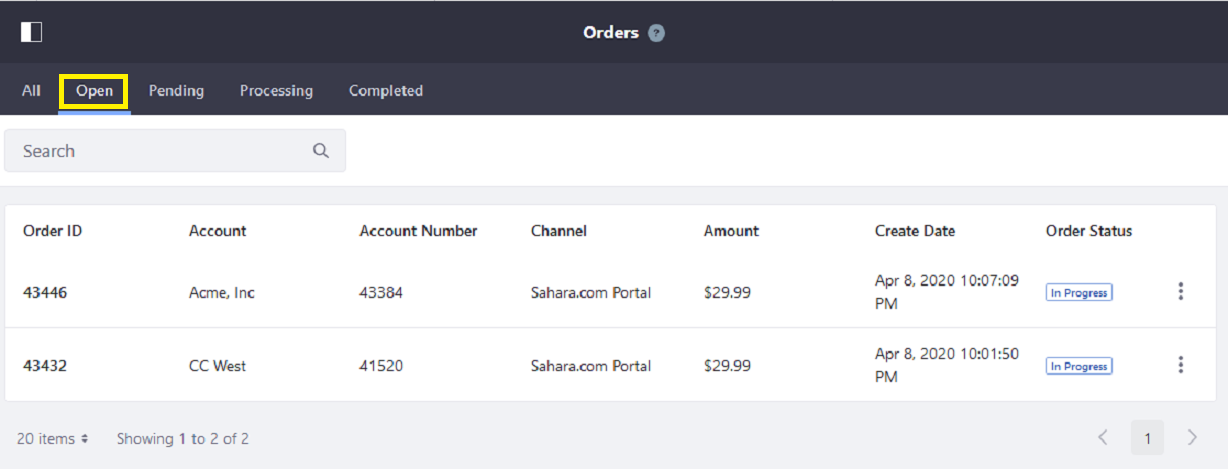 Orders ?
All Open Pending Processing Completed
Search
Order ID Account Account Number Channel Amount Create Date Order Status
43446 Acme, Inc 43384 Sahara.com Portal $29.99 Apr 8, 2020 10:07:09 PM In Progress
43432 CC West 41520 Sahara.com Portal $29.99 Apr 8, 2020 10:01:50 PM In Progress
20 items Showing 1 to 2 of 2 1